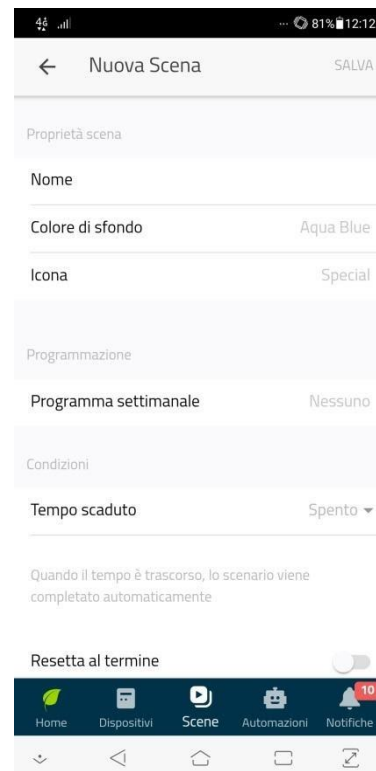 4G ... 81% 12:12
Nuova Scena SALVA
Proprietà scena
Nome
Colore di sfondo Aqua Blue
Icona Special
Programmazione
Programma settimanale Nessuno
Condizioni
Tempo scaduto Spento
Quando il tempo è trascorso, lo scenario viene
completato automaticamente
Resetta al termine
10
Home Dispositivi Scene Automazioni Notifiche